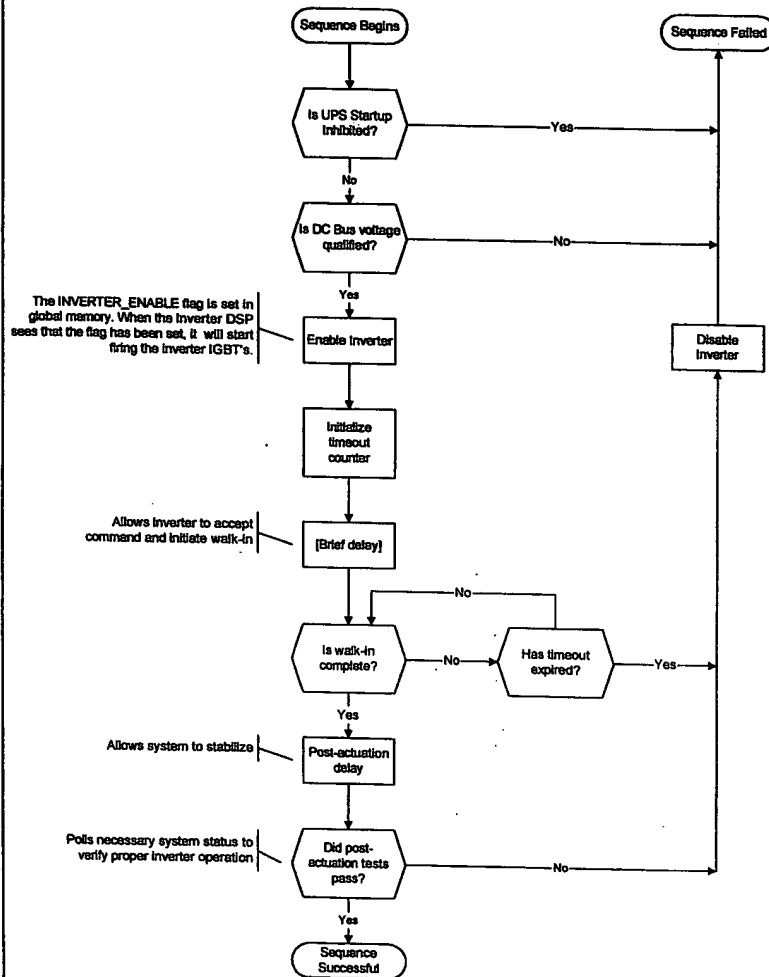 Sequence Begins
Sequence Failed
Is UPS Startup
Inhibited?
Yes
No
Is DC Bus voltage
qualified?
No
Yes
The INVERTER_ENABLE flag is set in
global memory. When the Inverter DSP
sees that the flag has been set, it will start
firing the inverter IGBT's.
Enable Inverter
Disable
Inverter
Initialize
timeout
counter
Allows inverter to accept
command and initiate walk-in
[Brief delay]
No
Is walk-in
complete?
No
Has timeout
expired?
Yes
Yes
Allows system to stabilize
Post-actuation
delay
Polls necessary system status to
verify proper inverter operation
Did post-
actuation tests
pass?
No
Yes
Sequence
Successful